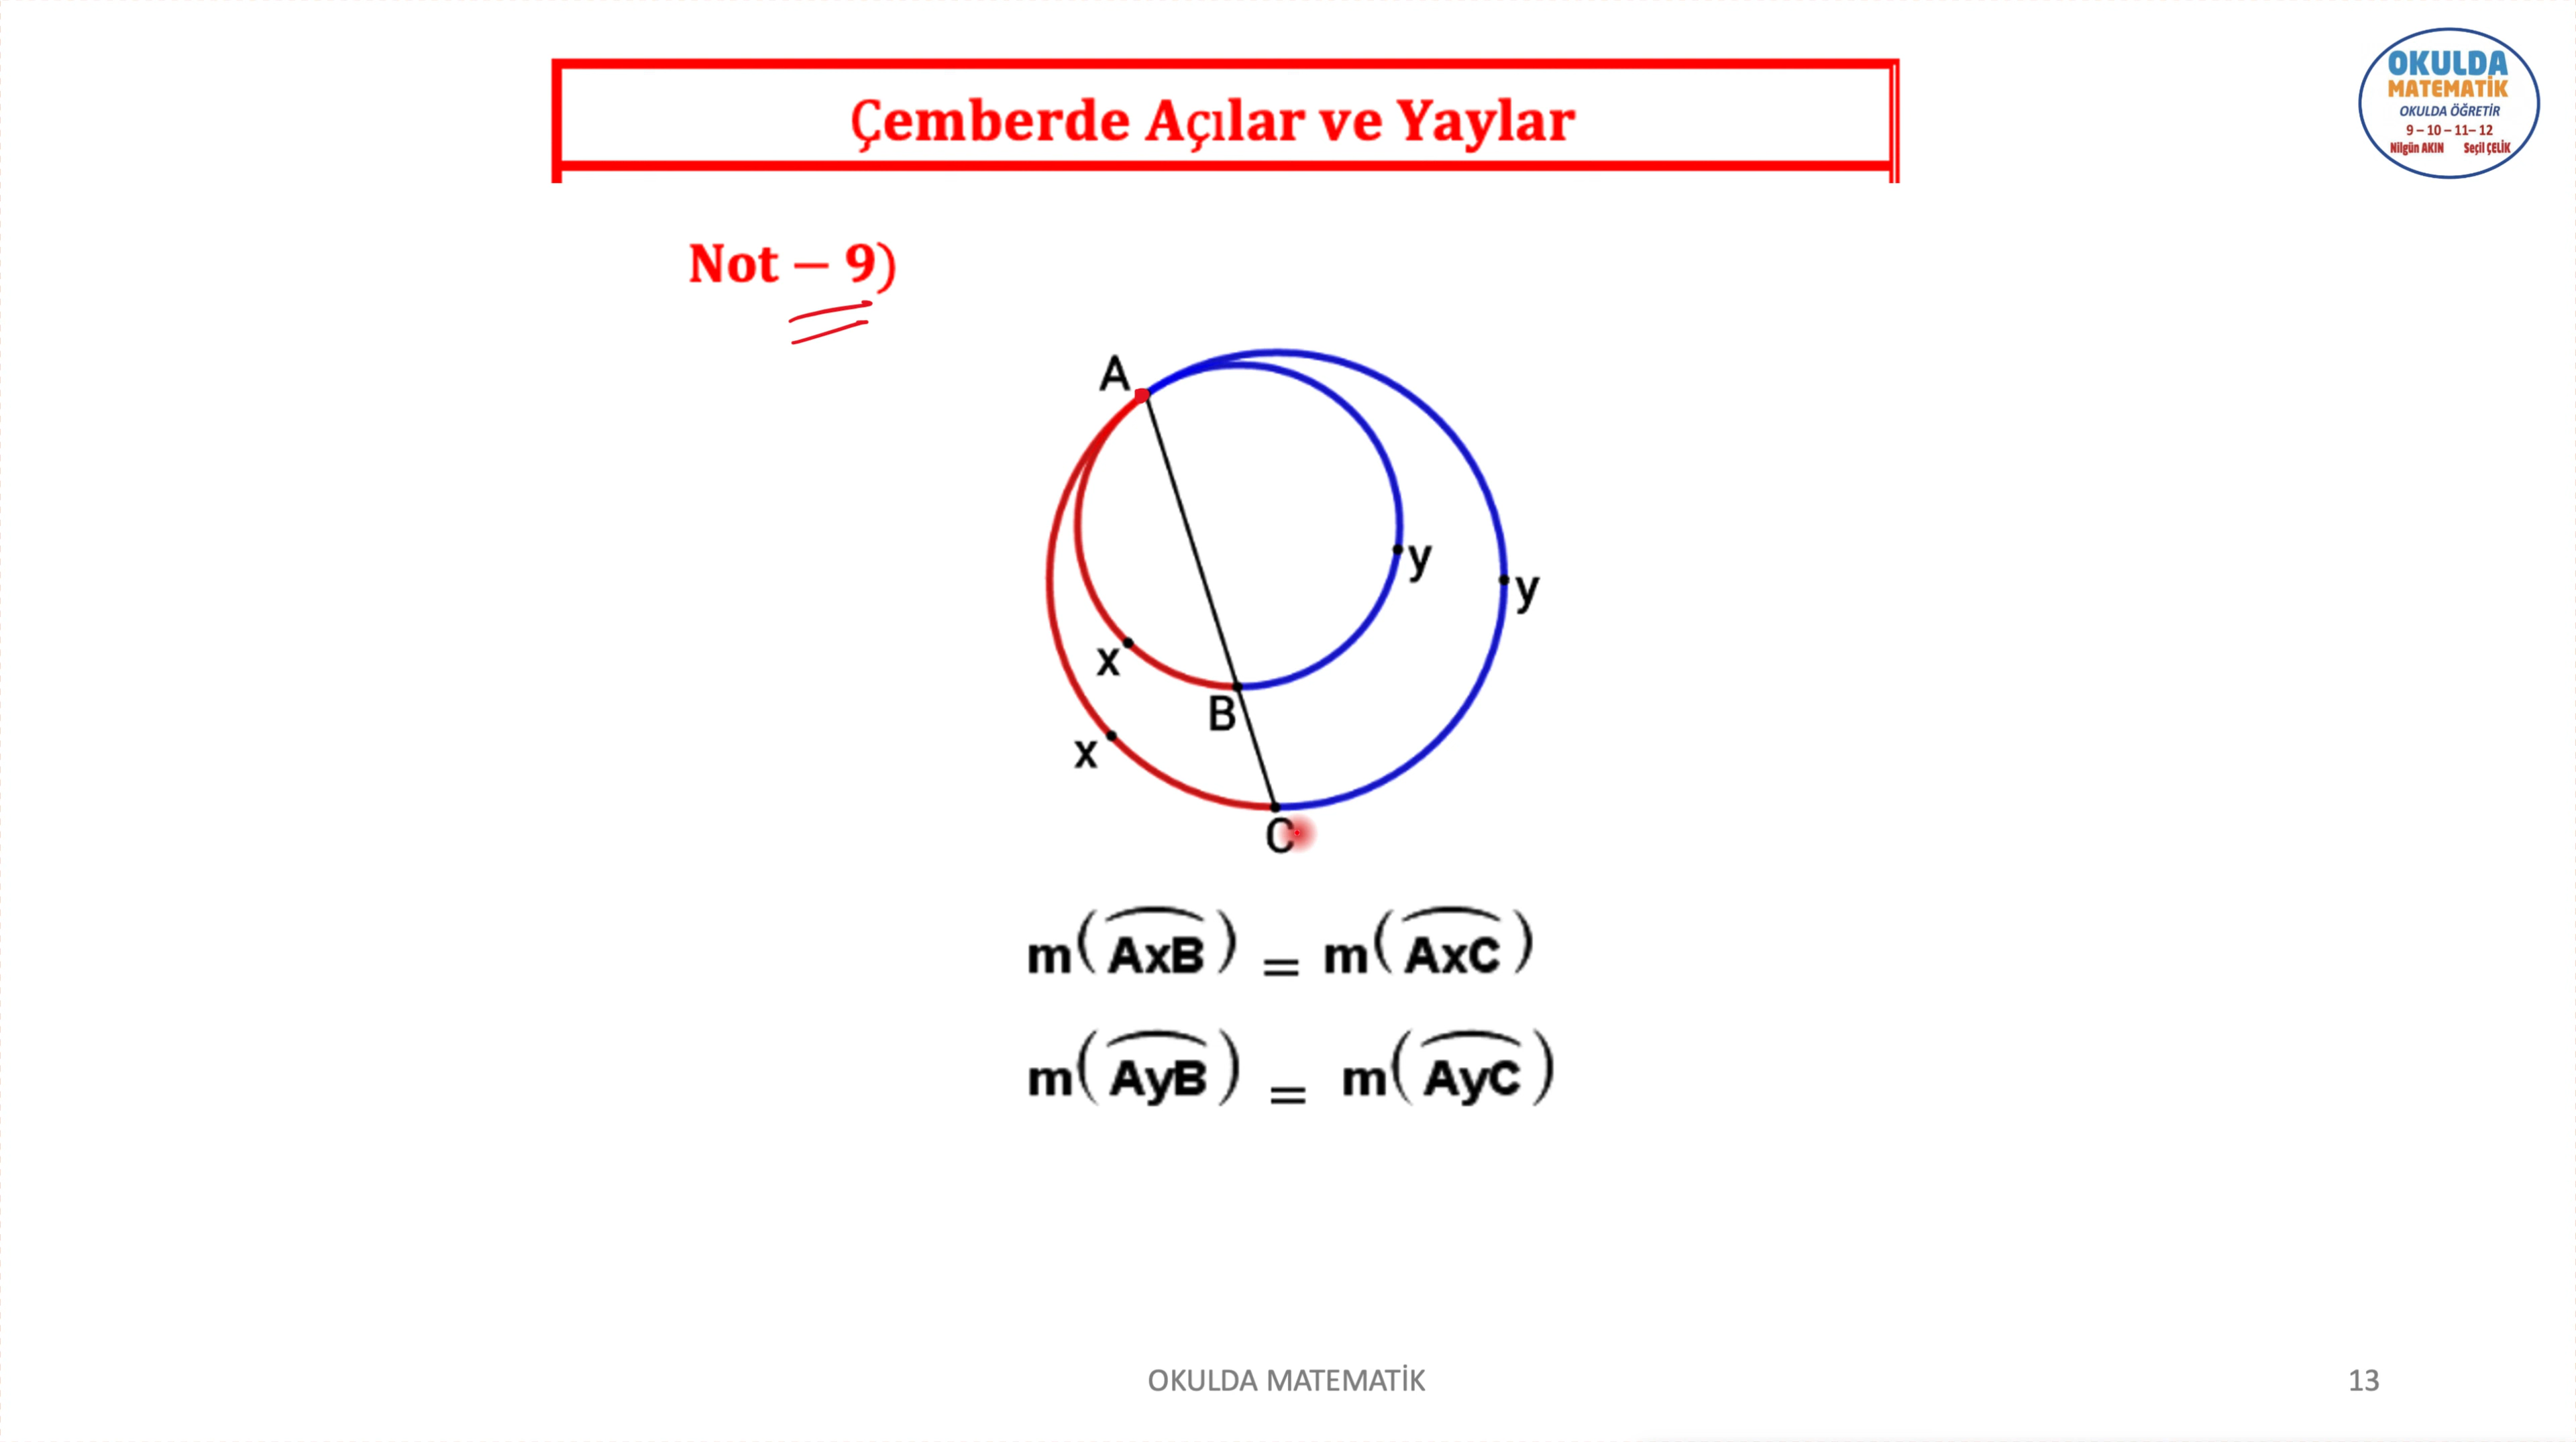 OKULDA
MATEMATİK
OKULDA ÖĞRETİR
9 – 10 – 11– 12
Nilgün AKIN Seçil ÇELİK
Çemberde Açılar ve Yaylar
Not – 9)
A
y
y
x
B
x
C
m(AxB) = m(AxC)
m(AyB) = m(AyC)
OKULDA MATEMATİK
13